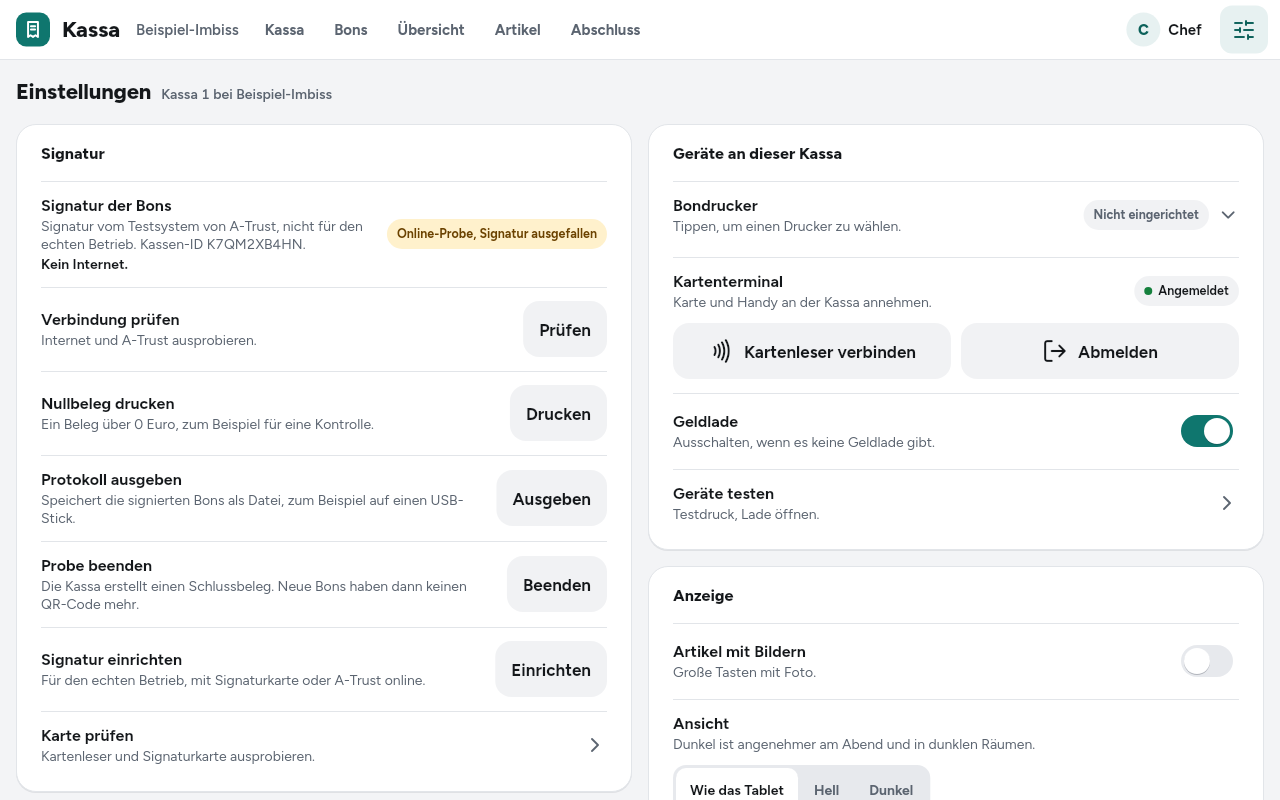 Kassa Beispiel-Imbiss Kassa Bons Übersicht Artikel Abschluss C Chef
Einstellungen Kassa 1 bei Beispiel-Imbiss
Signatur
Signatur der Bons
Signatur vom Testsystem von A-Trust, nicht für den
echten Betrieb. Kassen-ID K7QM2XB4HN.
Kein Internet.
Online-Probe, Signatur ausgefallen
Verbindung prüfen
Internet und A-Trust ausprobieren.
Prüfen
Nullbeleg drucken
Ein Beleg über 0 Euro, zum Beispiel für eine Kontrolle.
Drucken
Protokoll ausgeben
Speichert die signierten Bons als Datei, zum Beispiel auf einen USB-
Stick.
Ausgeben
Probe beenden
Die Kassa erstellt einen Schlussbeleg. Neue Bons haben dann keinen
QR-Code mehr.
Beenden
Signatur einrichten
Für den echten Betrieb, mit Signaturkarte oder A-Trust online.
Einrichten
Karte prüfen
Kartenleser und Signaturkarte ausprobieren.
Geräte an dieser Kassa
Bondrucker
Tippen, um einen Drucker zu wählen.
Nicht eingerichtet
Kartenterminal
Karte und Handy an der Kassa annehmen.
Angemeldet
Kartenleser verbinden
Abmelden
Geldlade
Ausschalten, wenn es keine Geldlade gibt.
Geräte testen
Testdruck, Lade öffnen.
Anzeige
Artikel mit Bildern
Große Tasten mit Foto.
Ansicht
Dunkel ist angenehmer am Abend und in dunklen Räumen.
Wie das Tablet Hell Dunkel